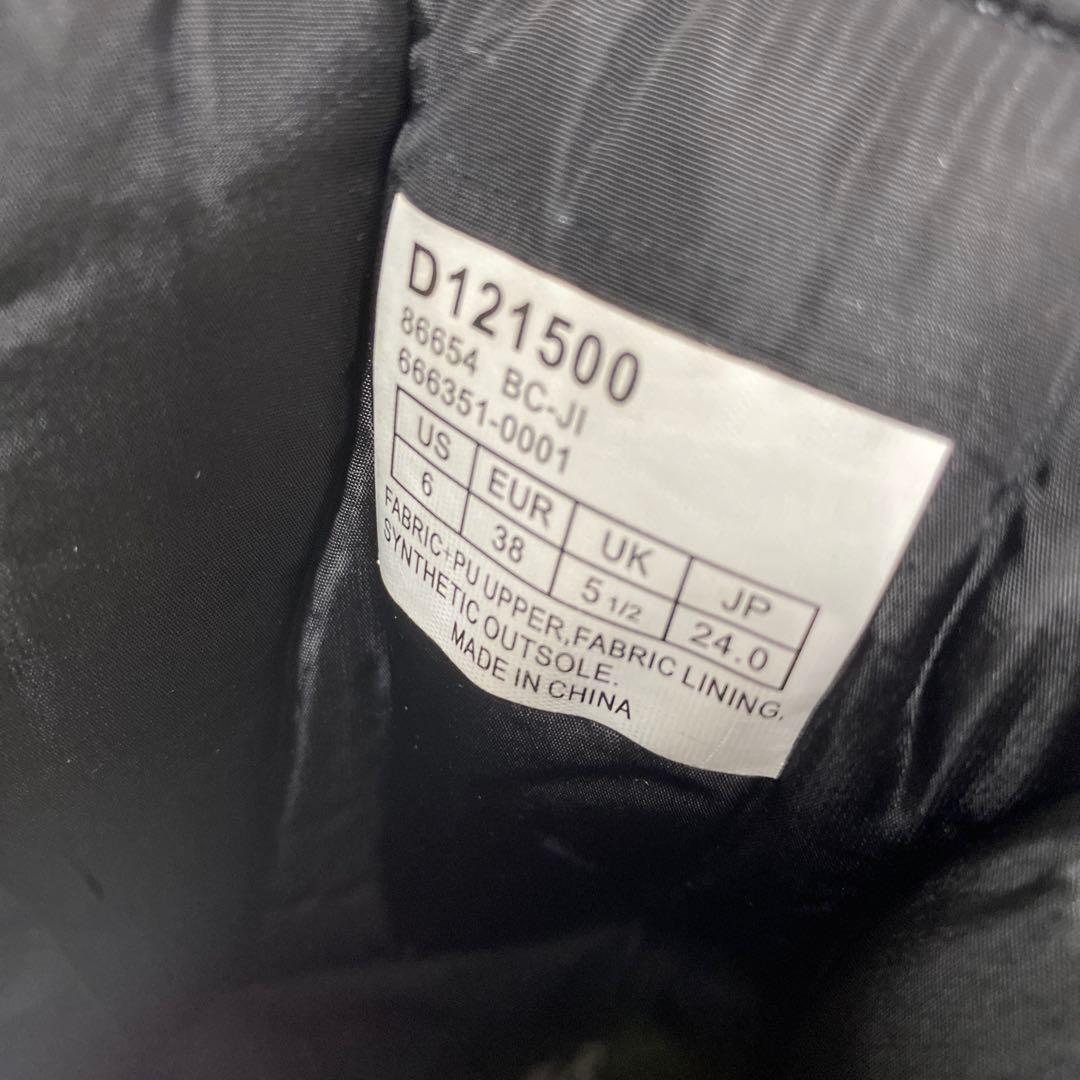 D121500
86654 BC-JI
666351-0001
US EUR UK JP
6 38 5 1/2 24.0
FABRIC+PU UPPER,FABRIC LINING.
SYNTHETIC OUTSOLE.
MADE IN CHINA